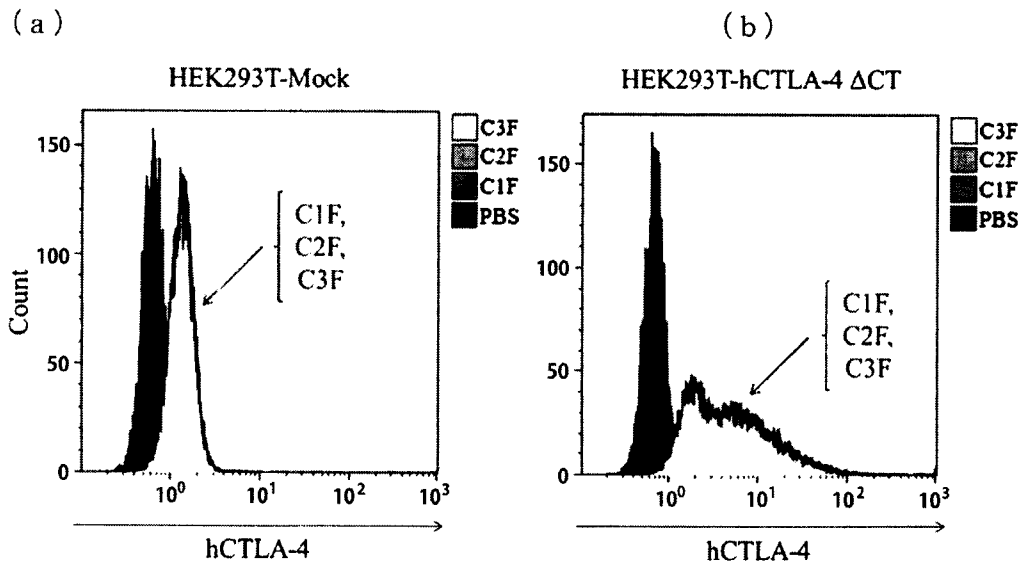 (a)
HEK293T-Mock
150
100
50
0
Count
10⁰ 10¹ 10² 10³
hCTLA-4
C3F
C2F
C1F
PBS
C1F,
C2F,
C3F
(b)
HEK293T-hCTLA-4 ΔCT
150
100
50
0
10⁰ 10¹ 10² 10³
hCTLA-4
C3F
C2F
C1F
PBS
C1F,
C2F,
C3F